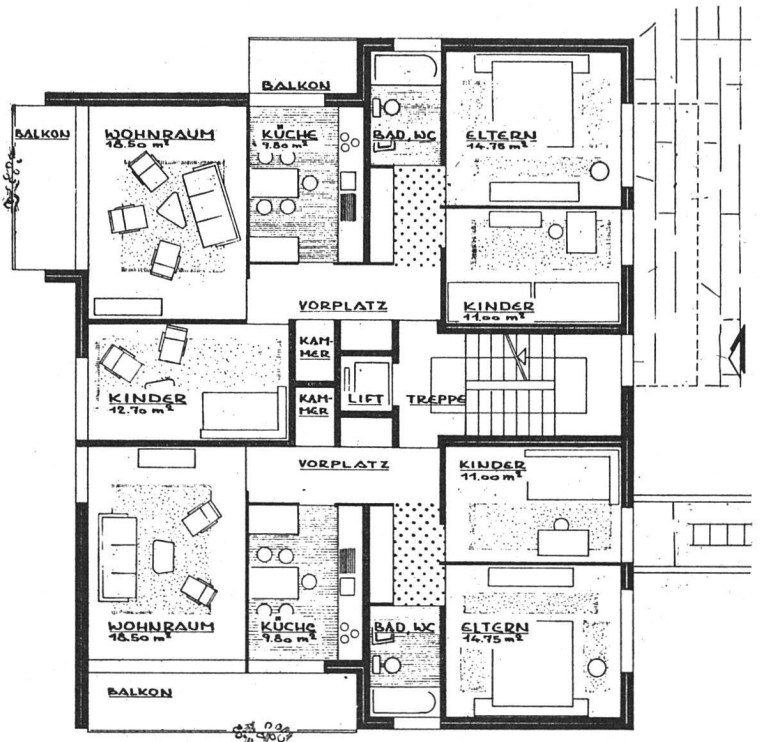 BALKON
BALKON
WOHNRAUM
18.50 m²
KÜCHE
9.80 m²
BAD, WC
ELTERN
14.75 m²
KINDER
11.00 m²
VORPLATZ
KAM-
MER
KINDER
12.70 m²
KAM-
MER
LIFT
TREPPE
VORPLATZ
KINDER
11.00 m²
WOHNRAUM
18.50 m²
KÜCHE
9.80 m²
BAD, WC
ELTERN
14.75 m²
BALKON